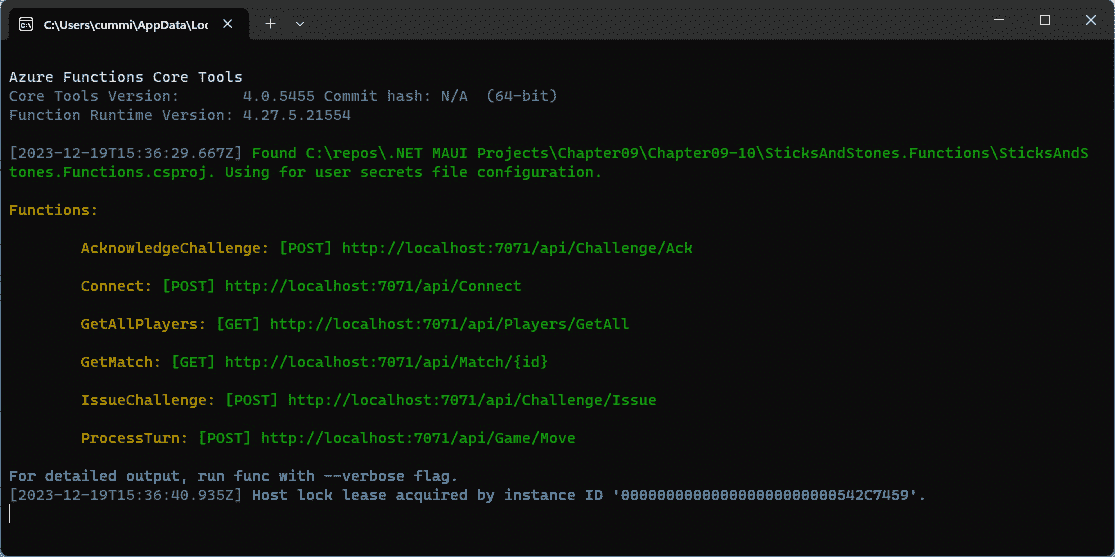 C:\Users\cummi\AppData\Loc
Azure Functions Core Tools
Core Tools Version:       4.0.5455 Commit hash: N/A  (64-bit)
Function Runtime Version: 4.27.5.21554
[2023-12-19T15:36:29.667Z] Found C:\repos\.NET MAUI Projects\Chapter09\Chapter09-10\SticksAndStones.Functions\SticksAndS
tones.Functions.csproj. Using for user secrets file configuration.
Functions:
AcknowledgeChallenge: [POST] http://localhost:7071/api/Challenge/Ack
Connect: [POST] http://localhost:7071/api/Connect
GetAllPlayers: [GET] http://localhost:7071/api/Players/GetAll
GetMatch: [GET] http://localhost:7071/api/Match/{id}
IssueChallenge: [POST] http://localhost:7071/api/Challenge/Issue
ProcessTurn: [POST] http://localhost:7071/api/Game/Move
For detailed output, run func with --verbose flag.
[2023-12-19T15:36:40.935Z] Host lock lease acquired by instance ID '000000000000000000000000542C7459'.